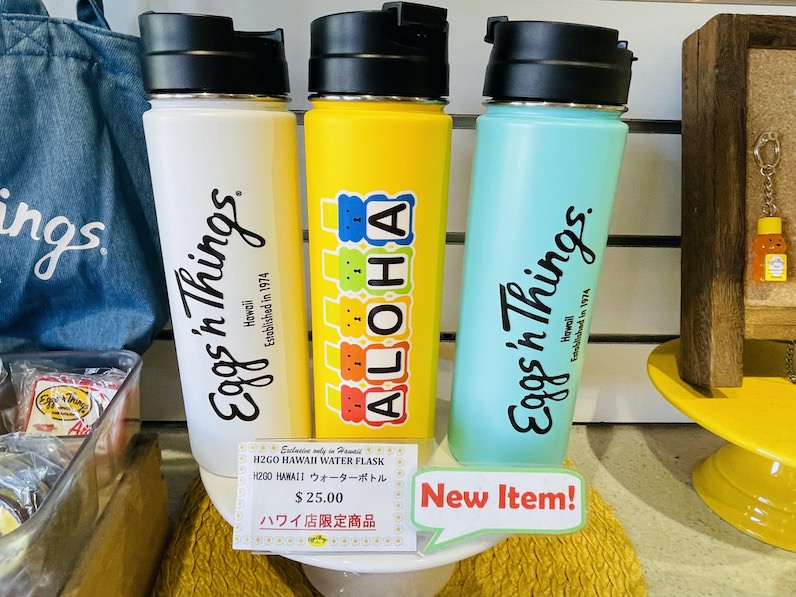 ings®
Eggs 'n Things®
Hawaii
Established in 1974
ALOHA
Eggs 'n Things®
Hawaii
Established in 1974
Exclusive only in Hawaii
H2GO HAWAII WATER FLASK
H2GO HAWAII ウォーターボトル
$25.00
ハワイ店限定商品
New Item!
Eggs 'n Things